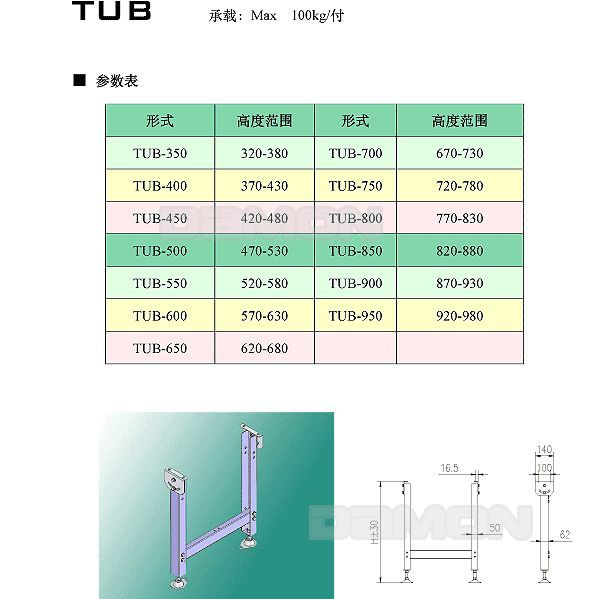 TUB 承载：Max 100kg/付
■ 参数表
形式 高度范围 形式 高度范围
TUB-350 320-380 TUB-700 670-730
TUB-400 370-430 TUB-750 720-780
TUB-450 420-480 TUB-800 770-830
TUB-500 470-530 TUB-850 820-880
TUB-550 520-580 TUB-900 870-930
TUB-600 570-630 TUB-950 920-980
TUB-650 620-680
DAMON
DAMON
140
16.5 100
H±30 50 62